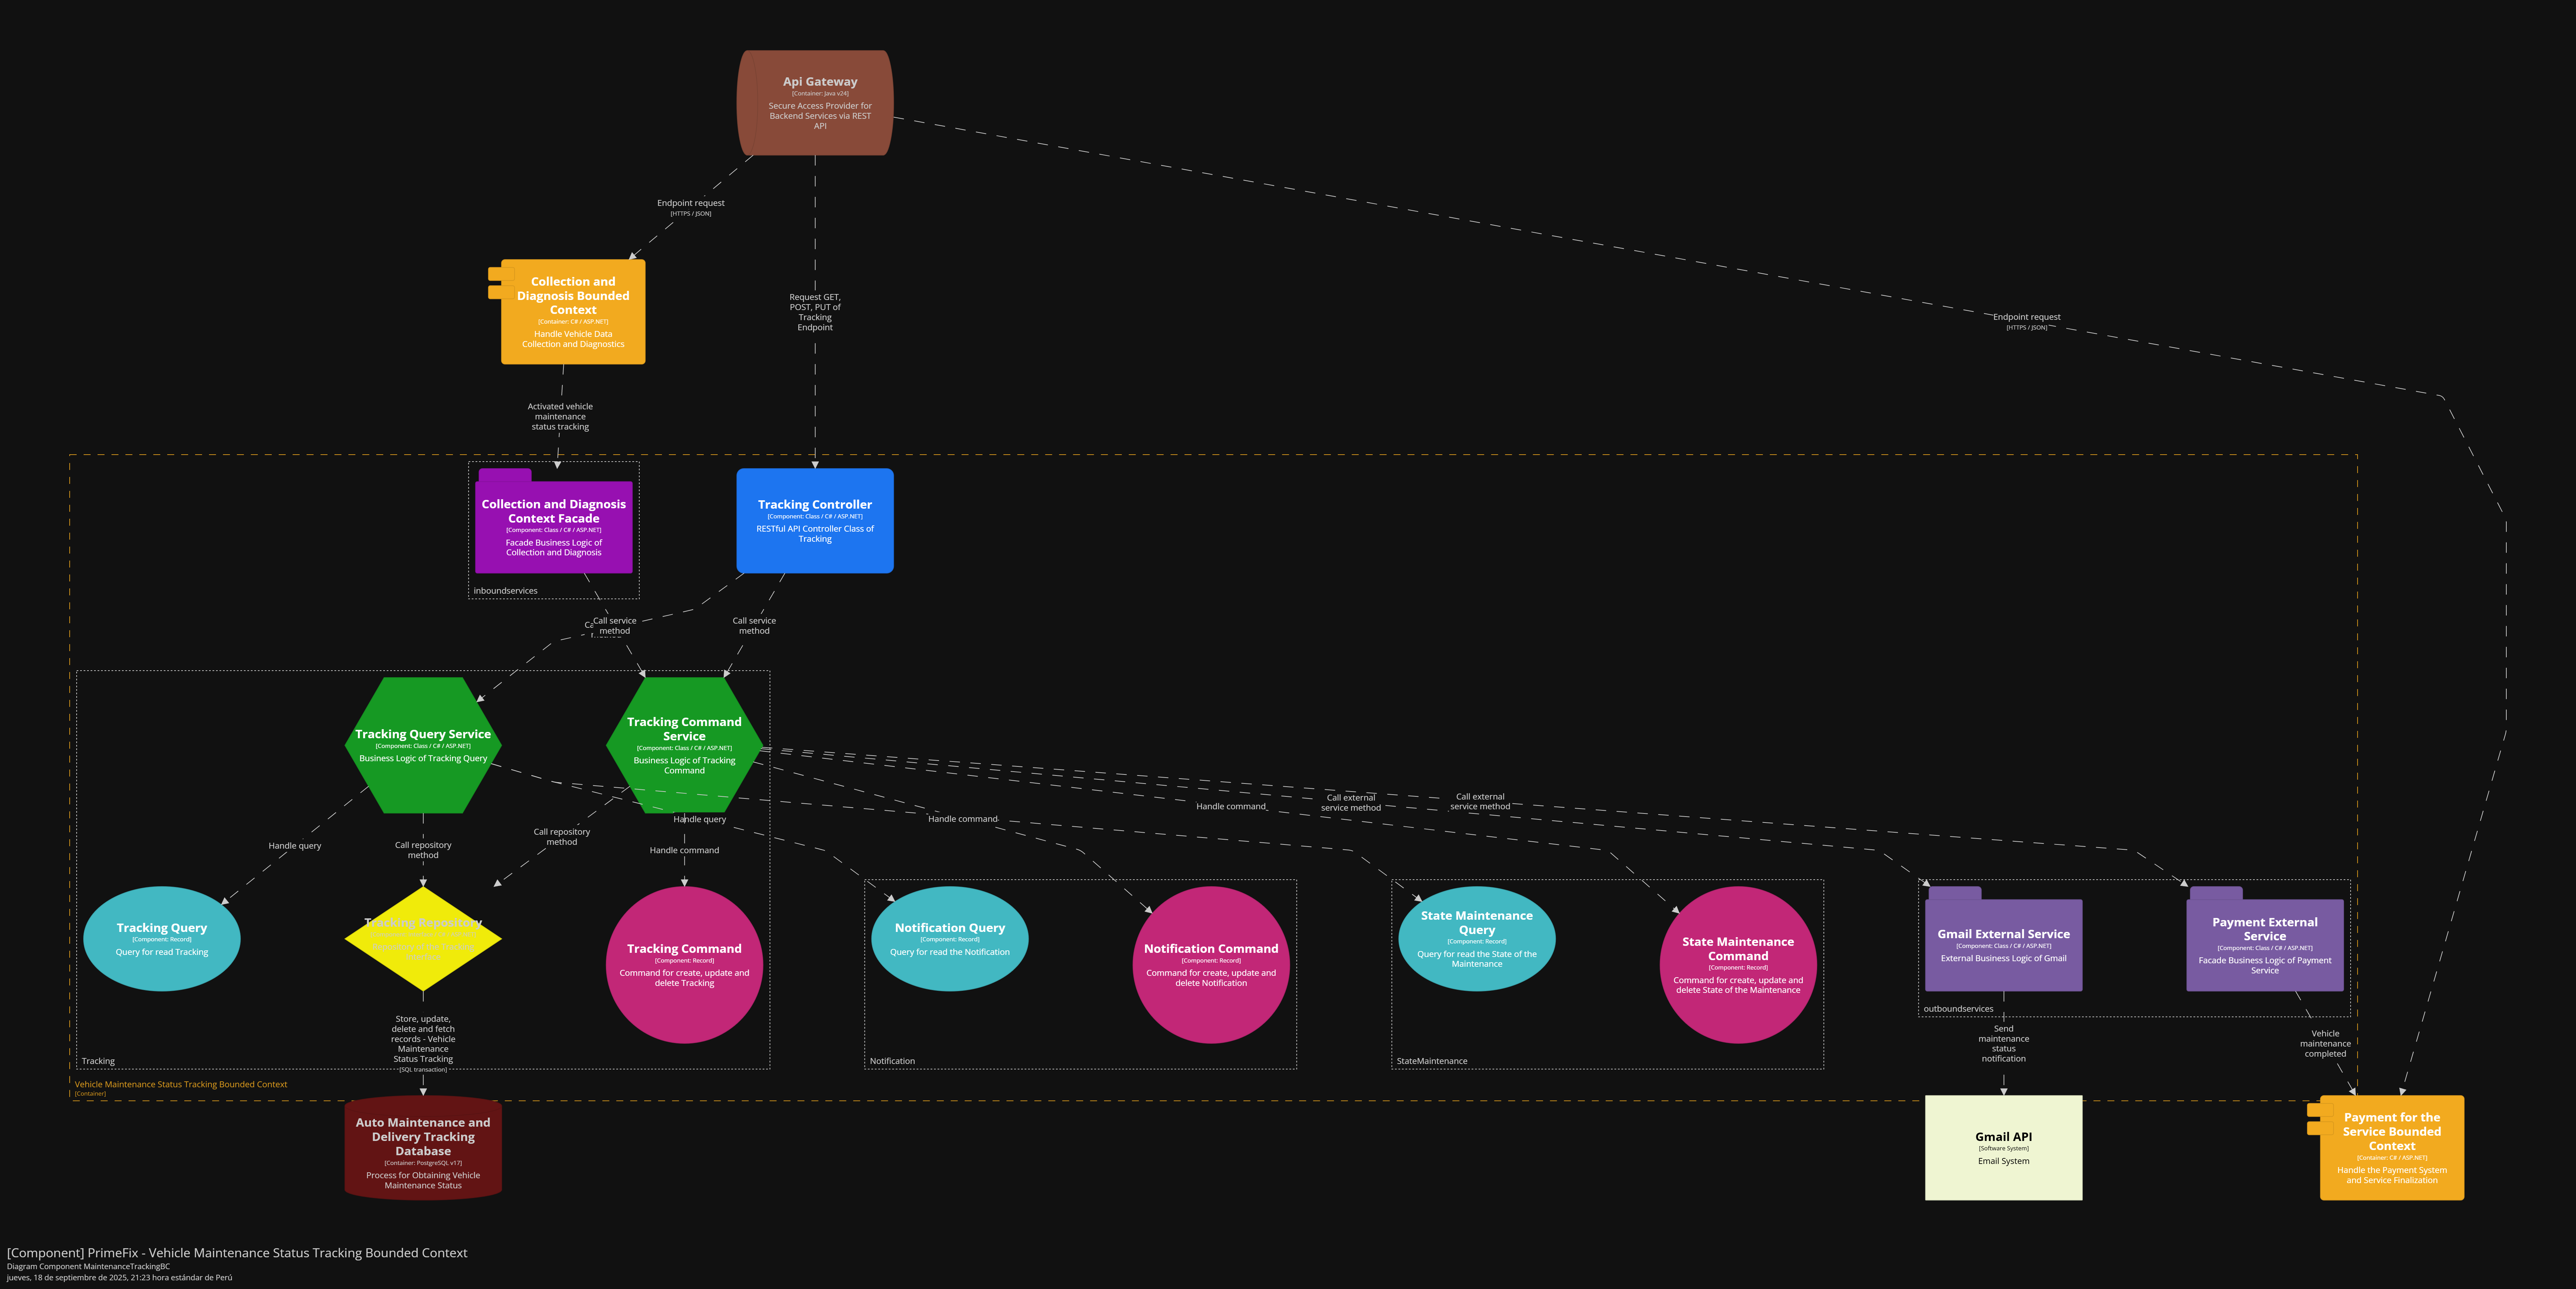 Api Gateway
[Container: Java v24]
Secure Access Provider for
Backend Services via REST
API
Endpoint request
[HTTPS / JSON]
Collection and
Diagnosis Bounded
Context
[Container: C# / ASP.NET]
Handle Vehicle Data
Collection and Diagnostics
Request GET,
POST, PUT of
Tracking
Endpoint
Endpoint request
[HTTPS / JSON]
Activated vehicle
maintenance
status tracking
Collection and Diagnosis
Context Facade
[Component: Class / C# / ASP.NET]
Facade Business Logic of
Collection and Diagnosis
inboundservices
Tracking Controller
[Component: Class / C# / ASP.NET]
RESTful API Controller Class of
Tracking
Call service
method
Call service
method
Tracking Query Service
[Component: Class / C# / ASP.NET]
Business Logic of Tracking Query
Tracking Command
Service
[Component: Class / C# / ASP.NET]
Business Logic of Tracking
Command
Handle query
Call repository
method
Call repository
method
Handle command
Handle query
Handle command
Handle command
Call external
service method
Call external
service method
Tracking Query
[Component: Record]
Query for read Tracking
Tracking Repository
Tracking Command
[Component: Record]
Command for create, update and
delete Tracking
Notification Query
[Component: Record]
Query for read the Notification
Notification Command
[Component: Record]
Command for create, update and
delete Notification
State Maintenance
Query
[Component: Record]
Query for read the State of the
Maintenance
State Maintenance
Command
[Component: Record]
Command for create, update and
delete State of the Maintenance
Gmail External Service
[Component: Class / C# / ASP.NET]
External Business Logic of Gmail
Payment External
Service
[Component: Class / C# / ASP.NET]
Facade Business Logic of Payment
Service
outboundservices
Store, update,
delete and fetch
records - Vehicle
Maintenance
Status Tracking
[SQL transaction]
Send
maintenance
status
notification
Vehicle
maintenance
completed
Tracking
Notification
StateMaintenance
Vehicle Maintenance Status Tracking Bounded Context
[Container]
Auto Maintenance and
Delivery Tracking
Database
[Container: PostgreSQL v17]
Process for Obtaining Vehicle
Maintenance Status
Gmail API
[Software System]
Email System
Payment for the
Service Bounded
Context
[Container: C# / ASP.NET]
Handle the Payment System
and Service Finalization
[Component] PrimeFix - Vehicle Maintenance Status Tracking Bounded Context
Diagram Component MaintenanceTrackingBC
jueves, 18 de septiembre de 2025, 21:23 hora estándar de Perú